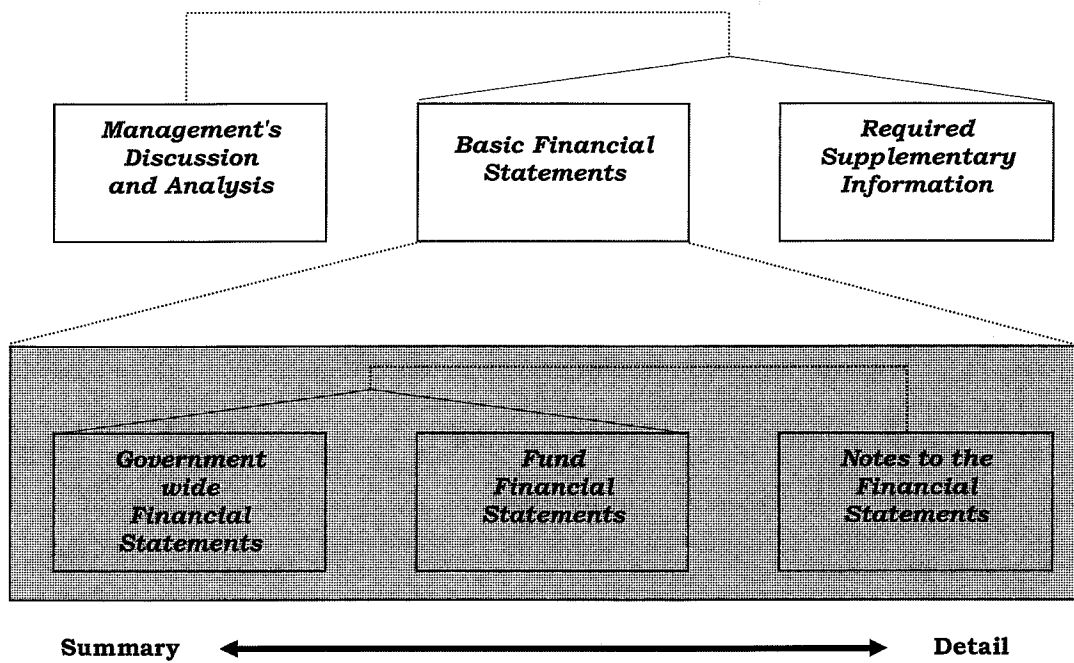 Management's
Discussion
and Analysis
Basic Financial
Statements
Required
Supplementary
Information
Government
wide
Financial
Statements
Fund
Financial
Statements
Notes to the
Financial
Statements
Summary
Detail